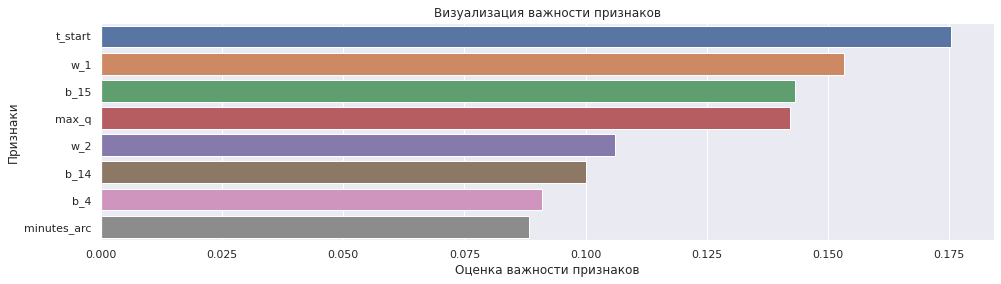 Визуализация важности признаков
Признаки
t_start
w_1
b_15
max_q
w_2
b_14
b_4
minutes_arc
0.000 0.025 0.050 0.075 0.100 0.125 0.150 0.175
Оценка важности признаков